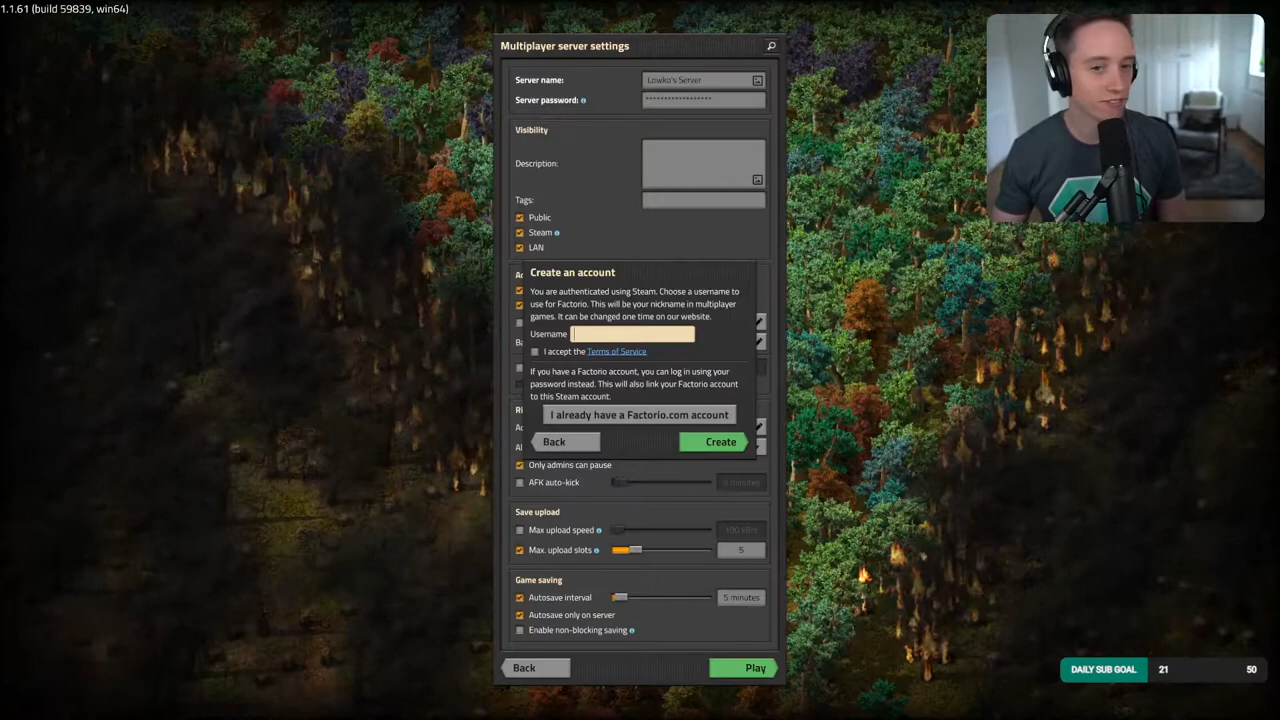 1.1.61 (build 59839, win64)
Multiplayer server settings
Server name: Lowko's Server
Server password: ******************
Visibility
Description:
Tags:
Public
Steam
LAN
Create an account
You are authenticated using Steam. Choose a username to
use for Factorio. This will be your nickname in multiplayer
games. It can be changed one time on our website.
Username
I accept the Terms of Service
If you have a Factorio account, you can log in using your
password instead. This will also link your Factorio account
to this Steam account.
I already have a Factorio.com account
Back Create
Only admins can pause
AFK auto-kick
Save upload
Max upload speed 100 kB/s
Max. upload slots 5
Game saving
Autosave interval 5 minutes
Autosave only on server
Enable non-blocking saving
Back Play
DAILY SUB GOAL 21 50